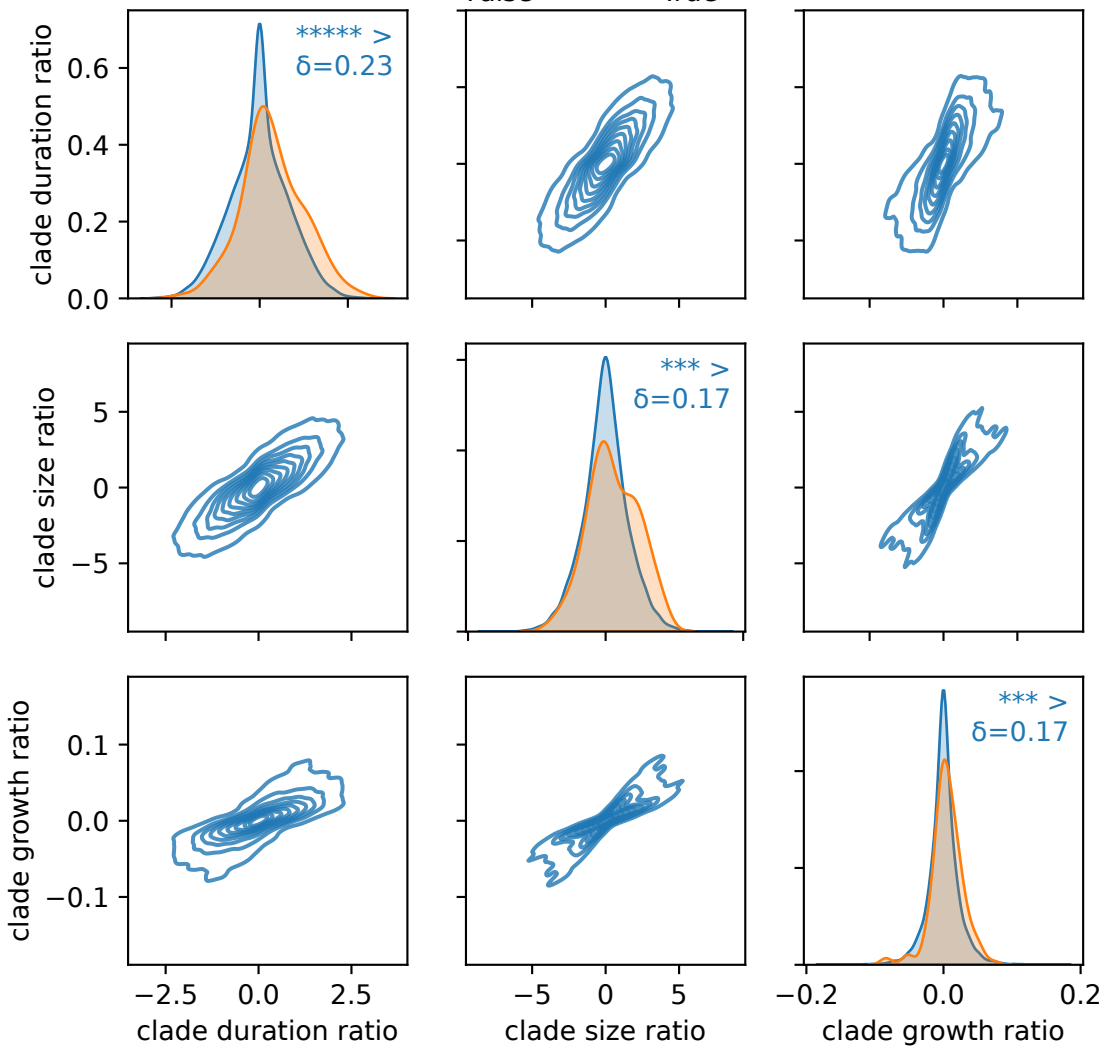 ***** >
δ=0.23
clade duration ratio
0.6
0.4
0.2
0.0
*** >
δ=0.17
clade size ratio
5
0
−5
*** >
δ=0.17
clade growth ratio
0.1
0.0
−0.1
−2.5 0.0 2.5
−5 0 5
−0.2 0.0 0.2
clade duration ratio
clade size ratio
clade growth ratio